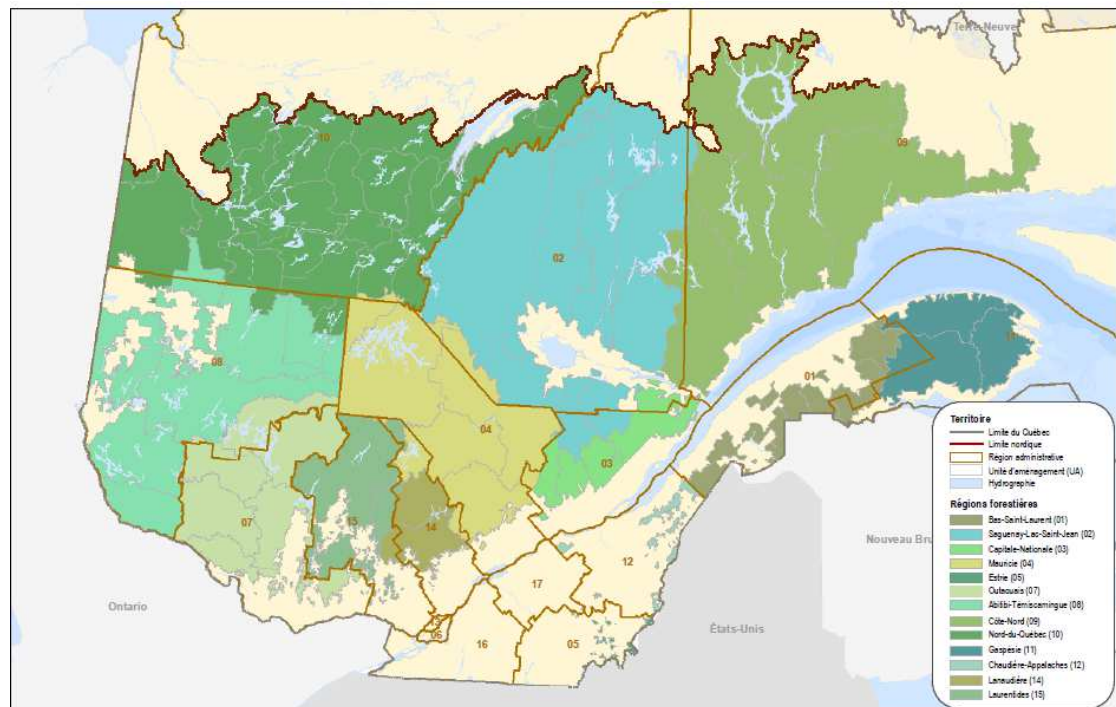 Terre-Neuve
10
09
02
01
11
08
04
03
07
15
14
12
17
13
06
16
05
Ontario
États-Unis
Nouveau Bru
Territoire
Limite du Québec
Limite nordique
Région administrative
Unité d'aménagement (UA)
Hydrographie
Régions forestières
Bas-Saint-Laurent (01)
Saguenay-Lac-Saint-Jean (02)
Capitale-Nationale (03)
Mauricie (04)
Estrie (05)
Outaouais (07)
Abitibi-Témiscamingue (08)
Côte-Nord (09)
Nord-du-Québec (10)
Gaspésie (11)
Chaudière-Appalaches (12)
Lanaudière (14)
Laurentides (15)